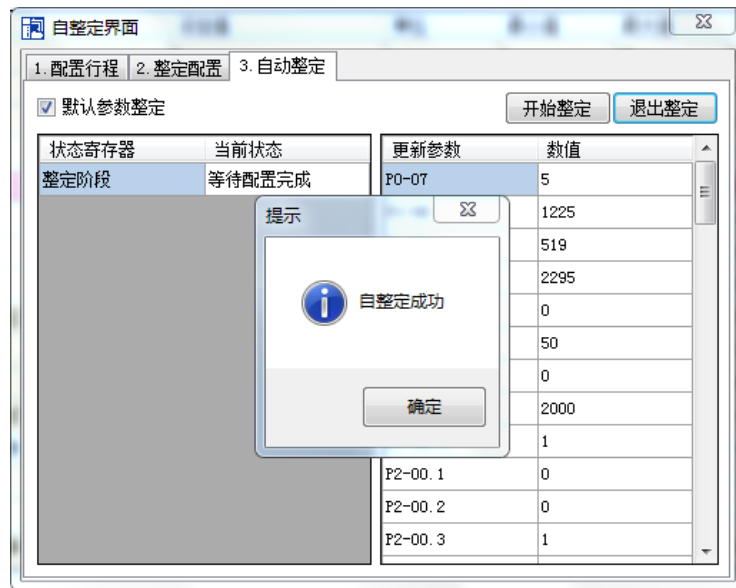 自整定界面
1.配置行程 2.整定配置 3.自动整定
默认参数整定 开始整定 退出整定
状态寄存器 当前状态 更新参数 数值
整定阶段 等待配置完成 P0-07 5
提示
1225
519
2295
自整定成功
0
50
0
确定
2000
1
P2-00.1 0
P2-00.2 0
P2-00.3 1